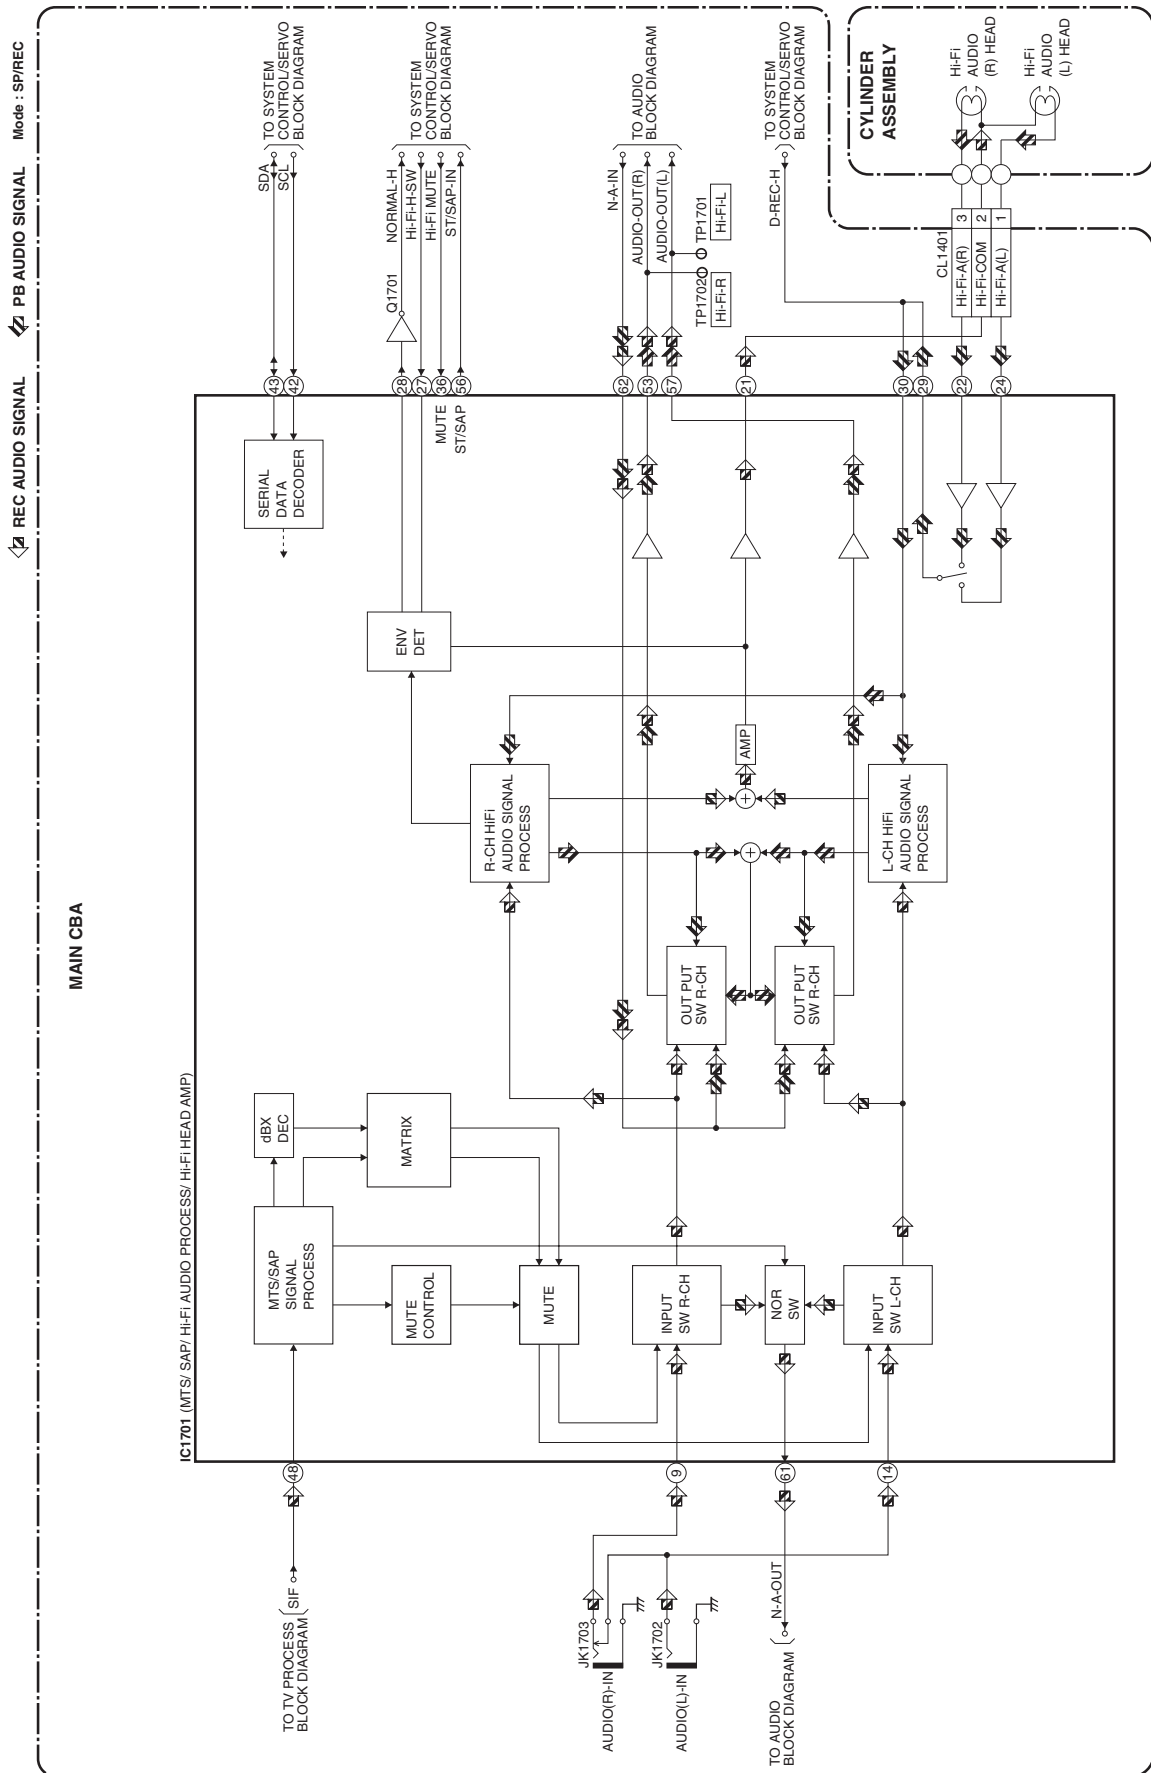 REC AUDIO SIGNAL
PB AUDIO SIGNAL
Mode : SP/REC
MAIN CBA
IC1701 (MTS/ SAP/ Hi-Fi AUDIO PROCESS/ Hi-Fi HEAD AMP)
TO TV PROCESS
BLOCK DIAGRAM
SIF
48
MTS/SAP
SIGNAL
PROCESS
dBX
DEC
MATRIX
MUTE
CONTROL
MUTE
SERIAL
DATA
DECODER
43
42
SDA
SCL
TO SYSTEM
CONTROL/SERVO
BLOCK DIAGRAM
ENV
DET
28
27
36
56
MUTE
ST/SAP
Q1701
NORMAL-H
Hi-Fi-H-SW
Hi-Fi MUTE
ST/SAP-IN
TO SYSTEM
CONTROL/SERVO
BLOCK DIAGRAM
R-CH HiFi
AUDIO SIGNAL
PROCESS
62
53
57
N-A-IN
AUDIO-OUT(R)
AUDIO-OUT(L)
TO AUDIO
BLOCK DIAGRAM
TP1702
Hi-Fi-R
TP1701
Hi-Fi-L
AUDIO(R)-IN
JK1703
9
INPUT
SW R-CH
OUT PUT
SW R-CH
AMP
21
AUDIO(L)-IN
JK1702
NOR
SW
OUT PUT
SW R-CH
TO AUDIO
BLOCK DIAGRAM
N-A-OUT
61
14
INPUT
SW L-CH
L-CH HiFi
AUDIO SIGNAL
PROCESS
30
29
22
24
D-REC-H
TO SYSTEM
CONTROL/SERVO
BLOCK DIAGRAM
CL1401
Hi-Fi-A(R) 3
Hi-Fi-COM 2
Hi-Fi-A(L) 1
CYLINDER
ASSEMBLY
Hi-Fi
AUDIO
(R) HEAD
Hi-Fi
AUDIO
(L) HEAD